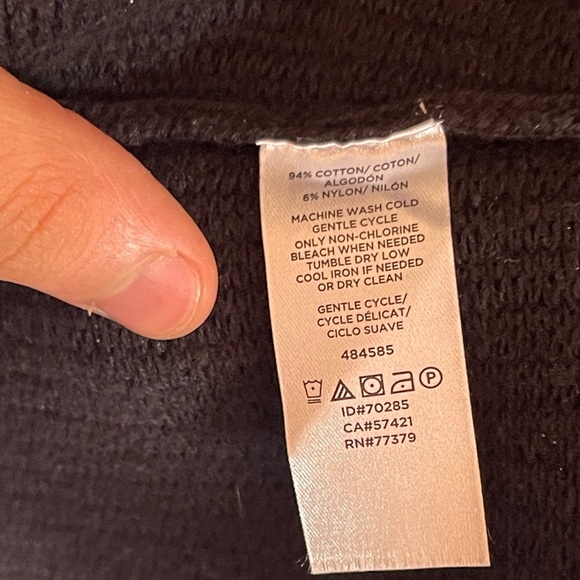 94% COTTON/ COTON/
ALGODÓN
6% NYLON/ NILÓN
MACHINE WASH COLD
GENTLE CYCLE
ONLY NON-CHLORINE
BLEACH WHEN NEEDED
TUMBLE DRY LOW
COOL IRON IF NEEDED
OR DRY CLEAN
GENTLE CYCLE/
CYCLE DÉLICAT/
CICLO SUAVE
484585
P
ID#70285
CA#57421
RN#77379